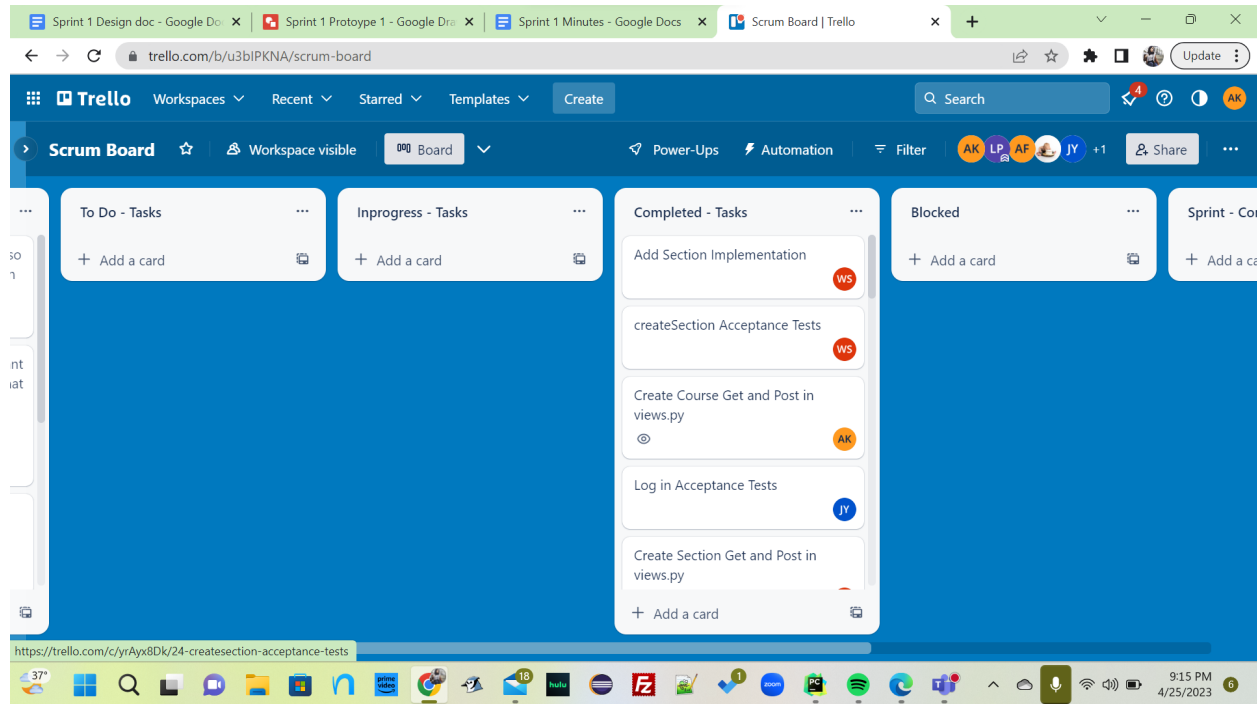 Sprint 1 Design doc - Google Do
Sprint 1 Protoype 1 - Google Dra
Sprint 1 Minutes - Google Docs
Scrum Board | Trello
trello.com/b/u3blPKNA/scrum-board
Update
Trello
Workspaces
Recent
Starred
Templates
Create
Search
4
AK
Scrum Board
Workspace visible
Board
Power-Ups
Automation
Filter
AK
LP
AF
JY
+1
Share
so
n
nt
at
To Do - Tasks
Add a card
Inprogress - Tasks
Add a card
Completed - Tasks
Add Section Implementation
WS
createSection Acceptance Tests
WS
Create Course Get and Post in
views.py
AK
Log in Acceptance Tests
JY
Create Section Get and Post in
views.py
Add a card
Blocked
Add a card
Sprint - Co
Add a ca
https://trello.com/c/yrAyx8Dk/24-createsection-acceptance-tests
37°
prime video
18
hulu
1
zoom
PC
9:15 PM
4/25/2023
6